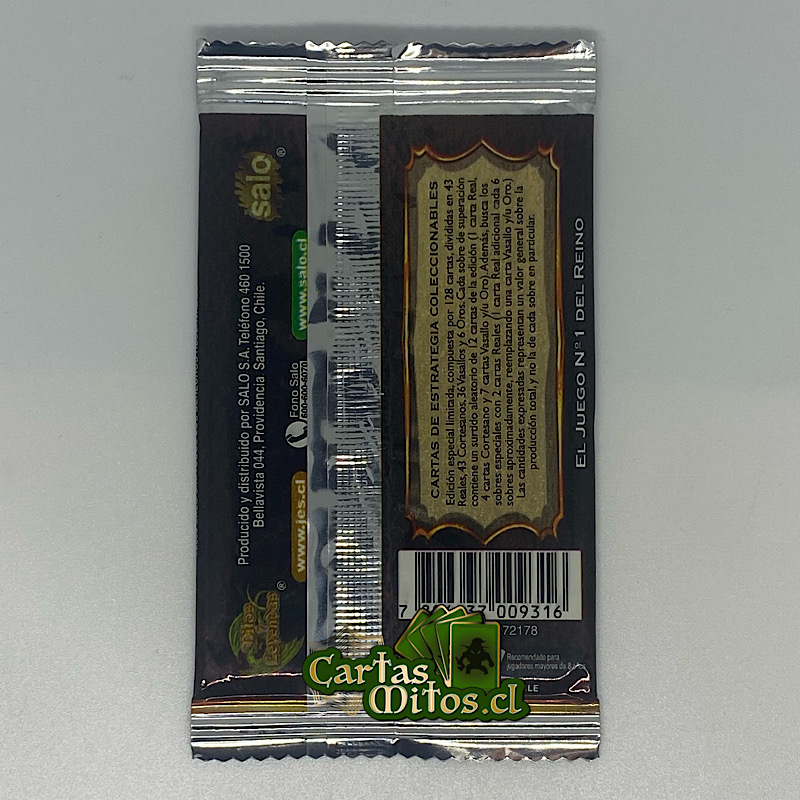 salo®
Producido y distribuido por SALO S.A. Teléfono 460 1500
Bellavista 044, Providencia Santiago, Chile.
www.salo.cl
Fono Salo
www.jes.cl
Mitos y
Leyendas®
CARTAS DE ESTRATEGIA COLECCIONABLES
Edición especial limitada, compuesta por 128 cartas, divididas en 43
Reales, 43 Cortesanos, 36 Vasallos y 6 Oros. Cada sobre de superación
contiene un surtido aleatorio de 12 cartas de la edición (1 carta Real,
4 cartas Cortesano y 7 cartas Vasallo y/u Oro). Además, busca los
sobres especiales con 2 cartas Reales (1 carta Real adicional cada 6
sobres aproximadamente, reemplazando una carta Vasallo y/u Oro.)
Las cantidades expresadas representan un valor general sobre la
producción total, y no la de cada sobre en particular.
EL JUEGO Nº1 DEL REINO
009316
72178
Recomendado para
jugadores mayores de 8 años
Cartas
Mitos.cl